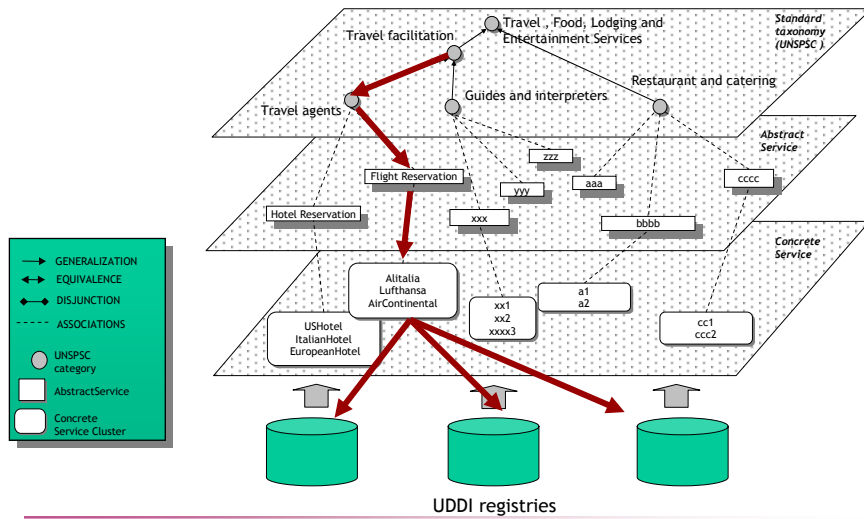 Standard
taxonomy
(UNSPSC )
Travel , Food, Lodging and
Entertainment Services
Travel facilitation
Restaurant and catering
Guides and interpreters
Travel agents
Abstract
Service
zzz
Flight Reservation
cccc
aaa
yyy
Hotel Reservation
xxx
bbbb
Concrete
Service
Alitalia
Lufthansa
AirContinental
a1
a2
xx1
xx2
xxxx3
USHotel
ItalianHotel
EuropeanHotel
cc1
ccc2
GENERALIZATION
EQUIVALENCE
DISJUNCTION
ASSOCIATIONS
UNSPSC
category
AbstractService
Concrete
Service Cluster
UDDI registries